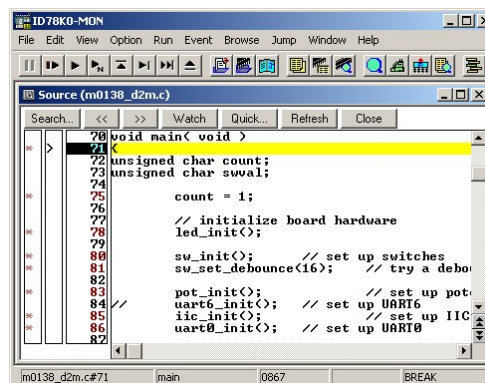 ID78K0-MON
File Edit View Option Run Event Browse Jump Window Help
Source (m0138_d2m.c)
Search... << >> Watch Quick... Refresh Close
70 void main( void )
* > 71 {
72 unsigned char count;
73 unsigned char swval;
74
* 75 count = 1;
76
77 // initialize board hardware
* 78 led_init();
79
* 80 sw_init(); // set up switches
* 81 sw_set_debounce(16); // try a debou
82
* 83 pot_init(); // set up pote
84 // uart6_init(); // set up UART6
* 85 iic_init(); // set up IIC
* 86 uart0_init(); // set up UART0
87
m0138_d2m.c#71 main 0867 BREAK